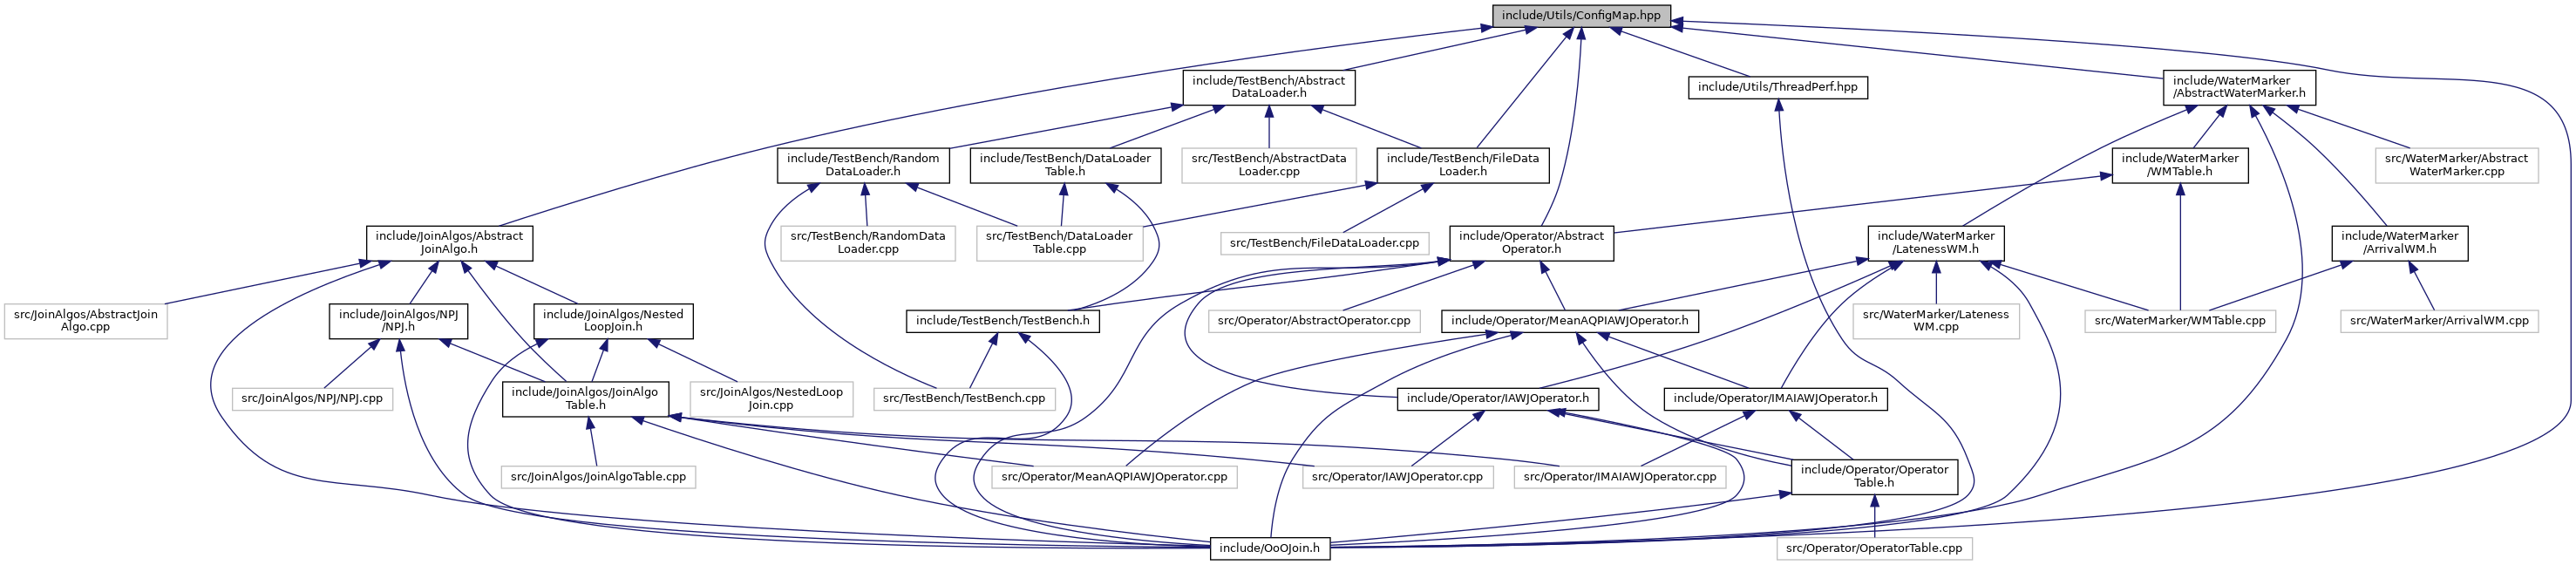 include/Utils/ConfigMap.hpp
include/TestBench/Abstract
DataLoader.h
include/Utils/ThreadPerf.hpp
include/WaterMarker
/AbstractWaterMarker.h
include/TestBench/Random
DataLoader.h
include/TestBench/DataLoader
Table.h
src/TestBench/AbstractData
Loader.cpp
include/TestBench/FileData
Loader.h
include/WaterMarker
/WMTable.h
src/WaterMarker/Abstract
WaterMarker.cpp
include/JoinAlgos/Abstract
JoinAlgo.h
src/TestBench/RandomData
Loader.cpp
src/TestBench/DataLoader
Table.cpp
src/TestBench/FileDataLoader.cpp
include/Operator/Abstract
Operator.h
include/WaterMarker
/LatenessWM.h
include/WaterMarker
/ArrivalWM.h
src/JoinAlgos/AbstractJoin
Algo.cpp
include/JoinAlgos/NPJ
/NPJ.h
include/JoinAlgos/Nested
LoopJoin.h
include/TestBench/TestBench.h
src/Operator/AbstractOperator.cpp
include/Operator/MeanAQPIAWJOperator.h
src/WaterMarker/Lateness
WM.cpp
src/WaterMarker/WMTable.cpp
src/WaterMarker/ArrivalWM.cpp
src/JoinAlgos/NPJ/NPJ.cpp
include/JoinAlgos/JoinAlgo
Table.h
src/JoinAlgos/NestedLoop
Join.cpp
src/TestBench/TestBench.cpp
include/Operator/IAWJOperator.h
include/Operator/IMAIAWJOperator.h
src/JoinAlgos/JoinAlgoTable.cpp
src/Operator/MeanAQPIAWJOperator.cpp
src/Operator/IAWJOperator.cpp
src/Operator/IMAIAWJOperator.cpp
include/Operator/Operator
Table.h
include/OoOJoin.h
src/Operator/OperatorTable.cpp